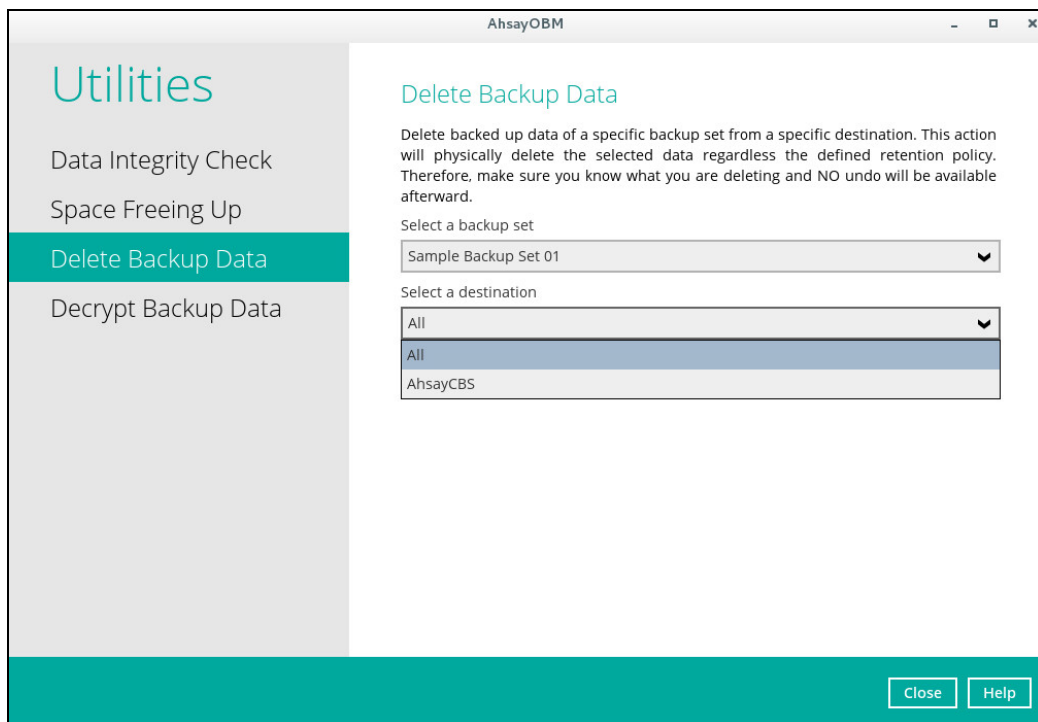 AhsayOBM
Utilities
Data Integrity Check
Space Freeing Up
Delete Backup Data
Decrypt Backup Data
Delete Backup Data
Delete backed up data of a specific backup set from a specific destination. This action
will physically delete the selected data regardless the defined retention policy.
Therefore, make sure you know what you are deleting and NO undo will be available
afterward.
Select a backup set
Sample Backup Set 01
Select a destination
All
All
AhsayCBS
Close
Help